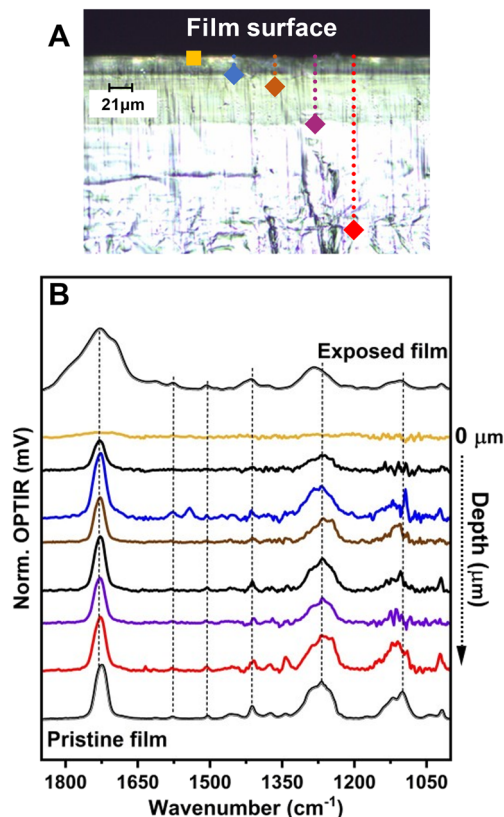 A
Film surface
21μm
B
Exposed film
0 μm
Depth (μm)
Norm. OPTIR (mV)
Pristine film
1800 1650 1500 1350 1200 1050
Wavenumber (cm⁻¹)